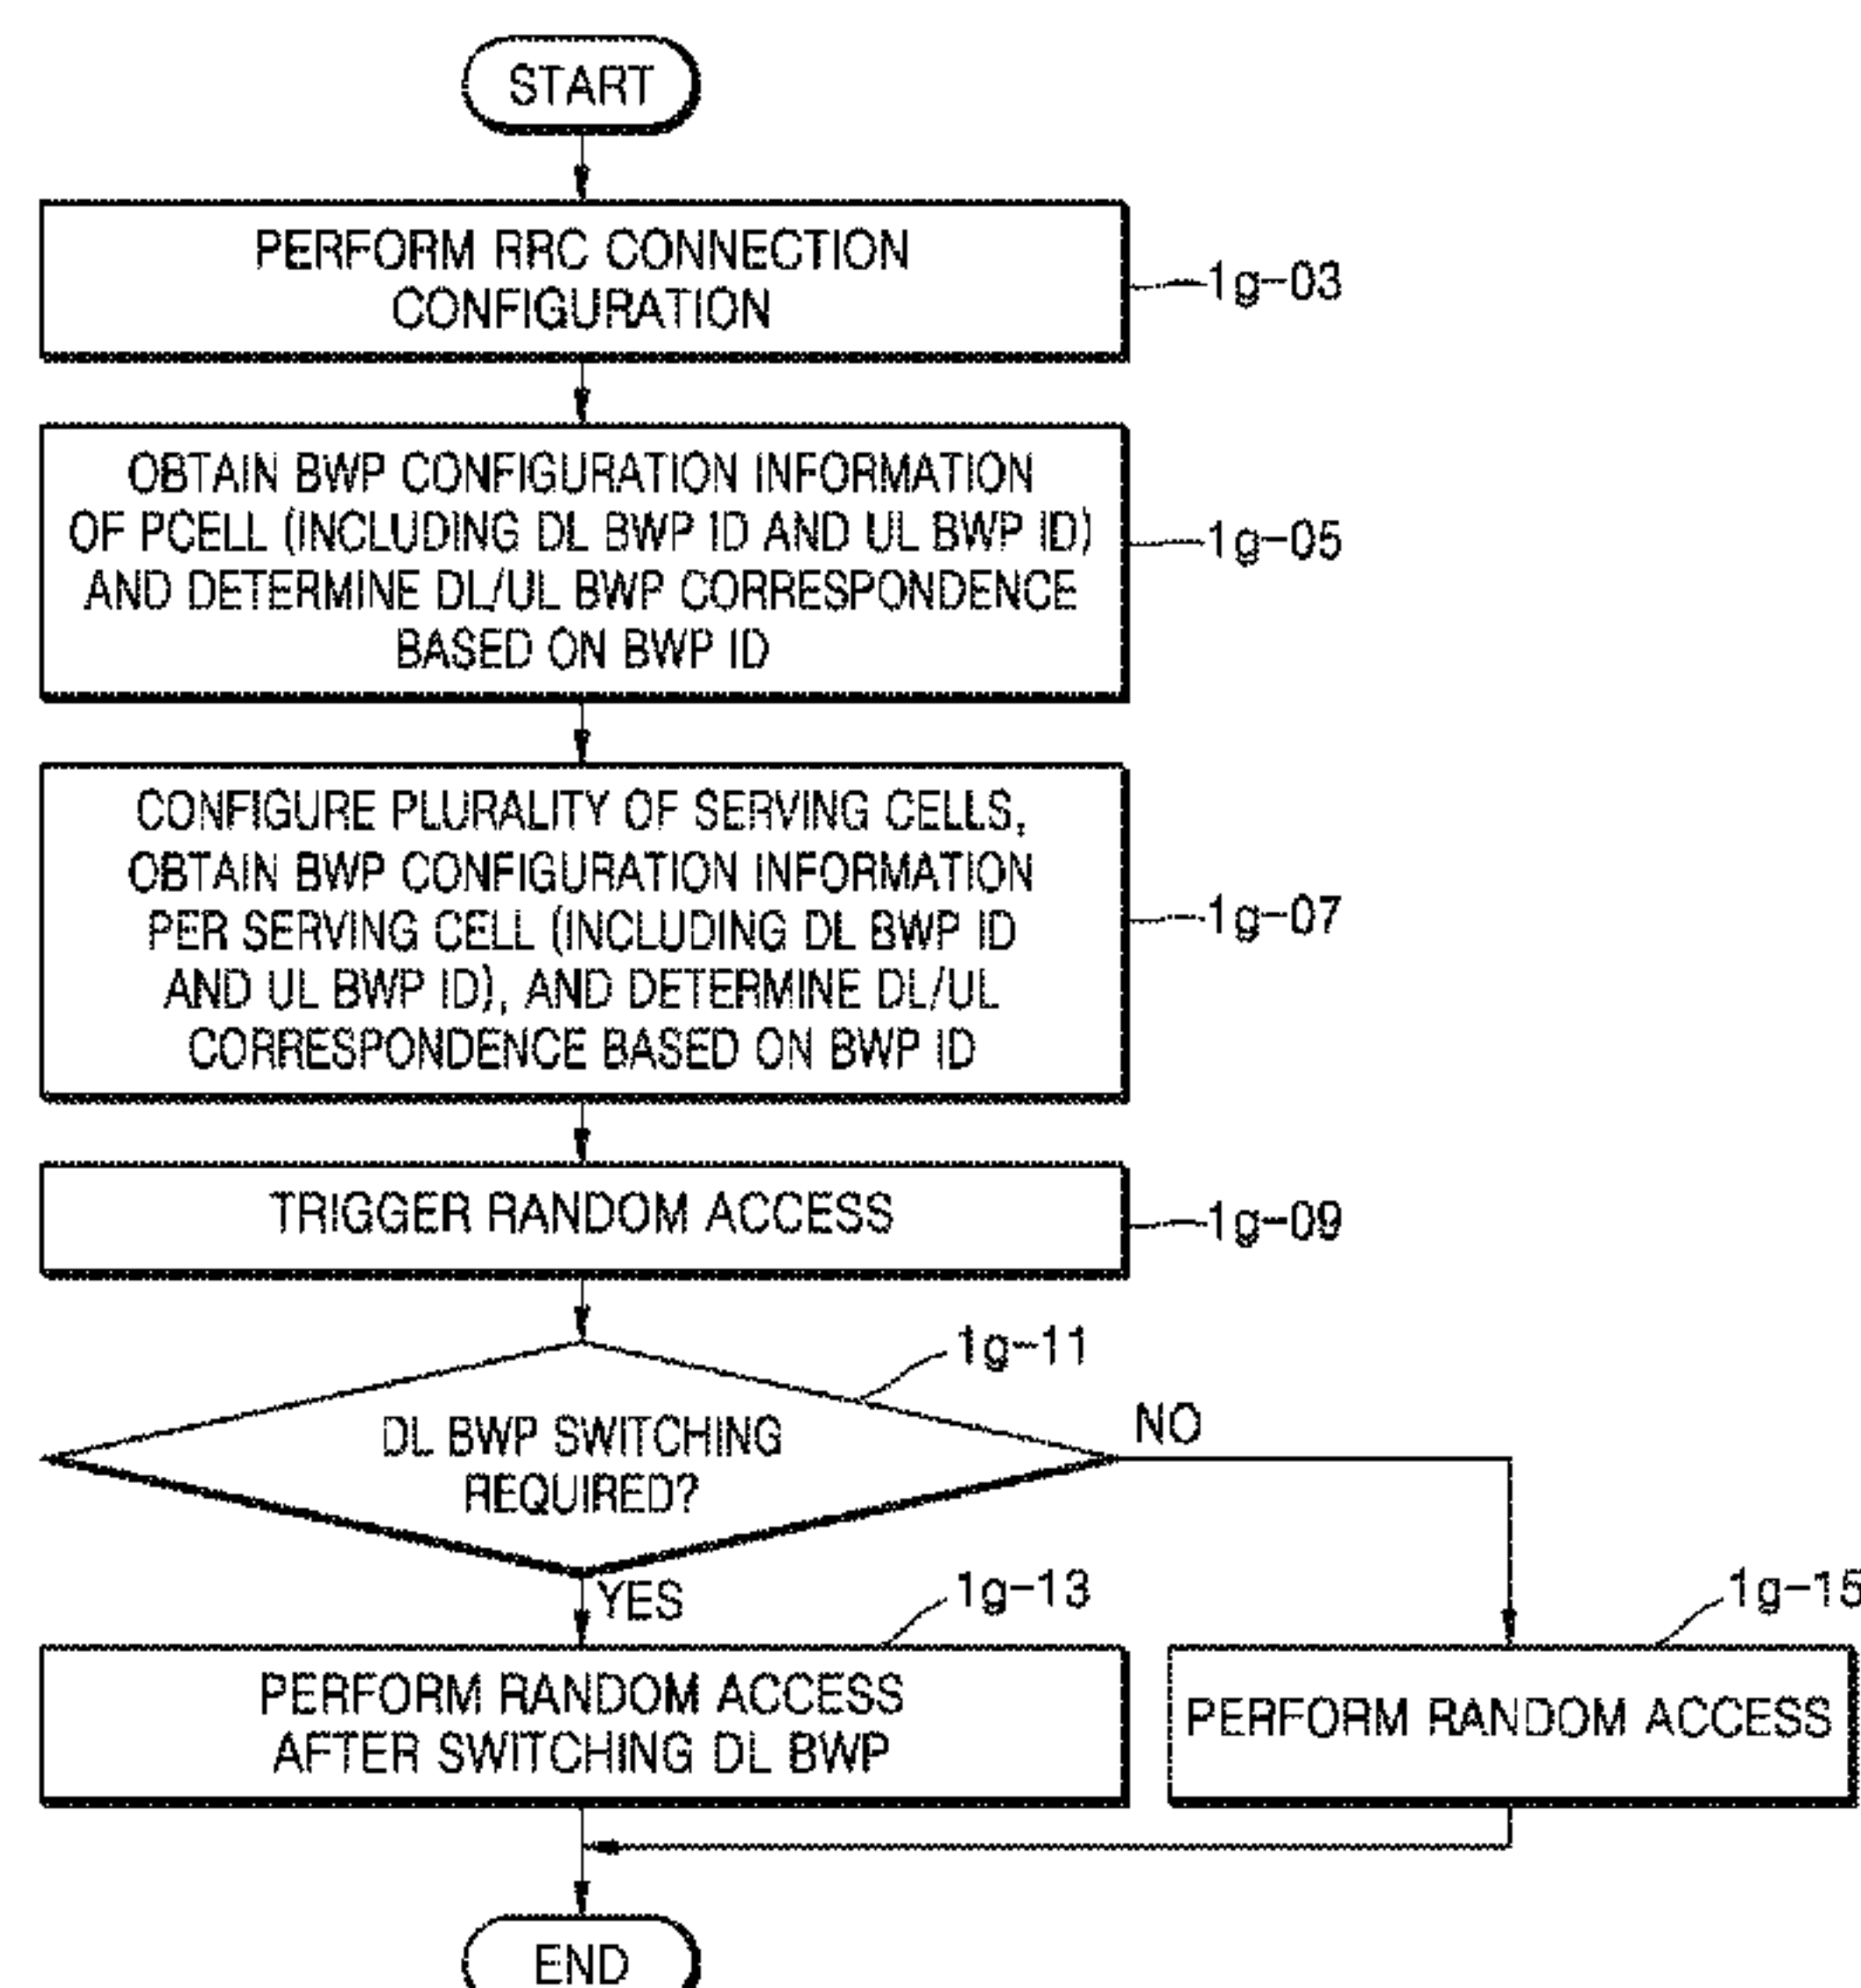 START
PERFORM RRC CONNECTION
CONFIGURATION
1g-03
OBTAIN BWP CONFIGURATION INFORMATION
OF PCELL (INCLUDING DL BWP ID AND UL BWP ID)
AND DETERMINE DL/UL BWP CORRESPONDENCE
BASED ON BWP ID
1g-05
CONFIGURE PLURALITY OF SERVING CELLS,
OBTAIN BWP CONFIGURATION INFORMATION
PER SERVING CELL (INCLUDING DL BWP ID
AND UL BWP ID), AND DETERMINE DL/UL
CORRESPONDENCE BASED ON BWP ID
1g-07
TRIGGER RANDOM ACCESS
1g-09
1g-11
DL BWP SWITCHING
REQUIRED?
NO
YES
1g-13
PERFORM RANDOM ACCESS
AFTER SWITCHING DL BWP
1g-15
PERFORM RANDOM ACCESS
END